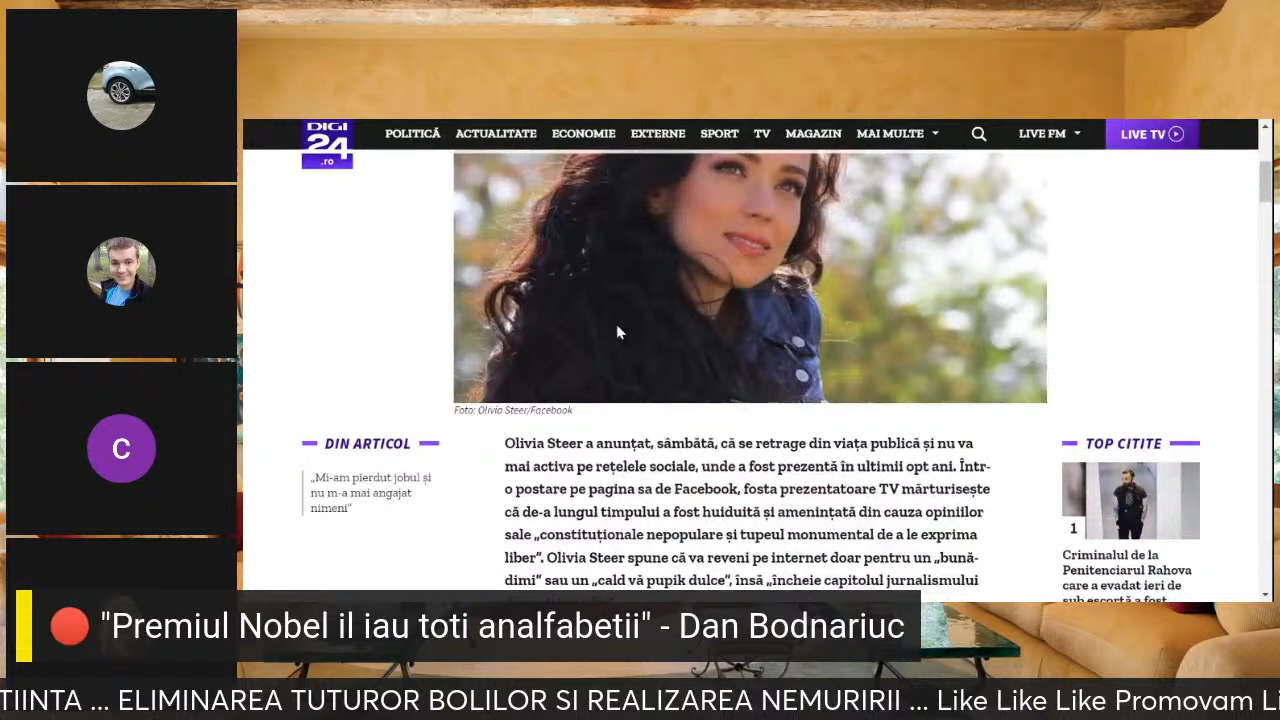 C
DIGI
24
.ro
POLITICĂ ACTUALITATE ECONOMIE EXTERNE SPORT TV MAGAZIN MAI MULTE LIVE FM LIVE TV
Foto: Olivia Steer/Facebook
DIN ARTICOL
„Mi-am pierdut jobul și
nu m-a mai angajat
nimeni”
Olivia Steer a anunțat, sâmbătă, că se retrage din viața publică și nu va
mai activa pe rețelele sociale, unde a fost prezentă în ultimii opt ani. Într-
o postare pe pagina sa de Facebook, fosta prezentatoare TV mărturisește
că de-a lungul timpului a fost huiduită și amenințată din cauza opiniilor
sale „constituționale nepopulare și tupeul monumental de a le exprima
liber”. Olivia Steer spune că va reveni pe internet doar pentru un „bună-
dimi” sau un „cald vă pupik dulce”, însă „încheie capitolul jurnalismului
TOP CITITE
1
Criminalul de la
Penitenciarul Rahova
care a evadat ieri de
sub escortă a fost
"Premiul Nobel il iau toti analfabetii" - Dan Bodnariuc
TIINTA ... ELIMINAREA TUTUROR BOLILOR SI REALIZAREA NEMURIRII ... Like Like Like Promovam Li